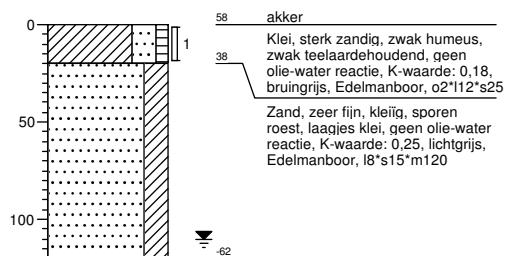 0
50
100
1
58
akker
Klei, sterk zandig, zwak humeus,
zwak teelaardehoudend, geen
olie-water reactie, K-waarde: 0,18,
bruingrijs, Edelmanboor, o2*l12*s25
38
Zand, zeer fijn, kleiïg, sporen
roest, laagjes klei, geen olie-water
reactie, K-waarde: 0,25, lichtgrijs,
Edelmanboor, l8*s15*m120
-62